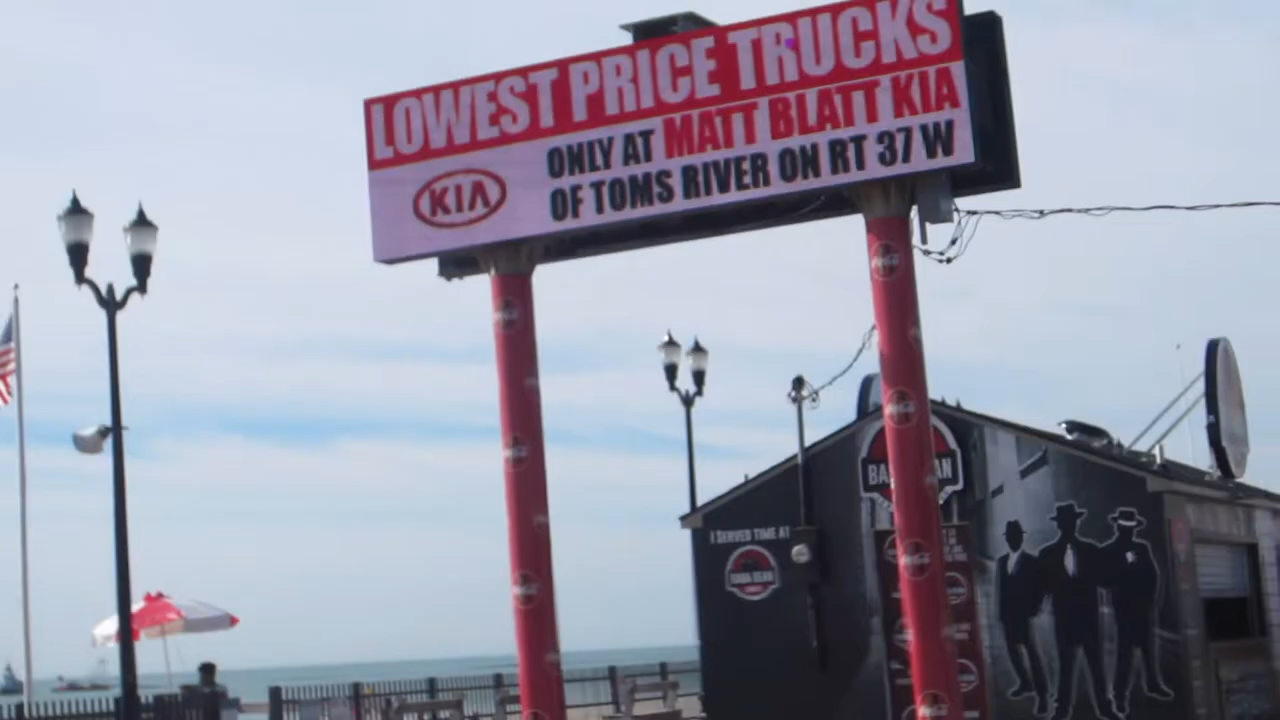 LOWEST PRICE TRUCKS
ONLY AT MATT BLATT KIA
KIA
OF TOMS RIVER ON RT 37 W
I SERVED TIME AT